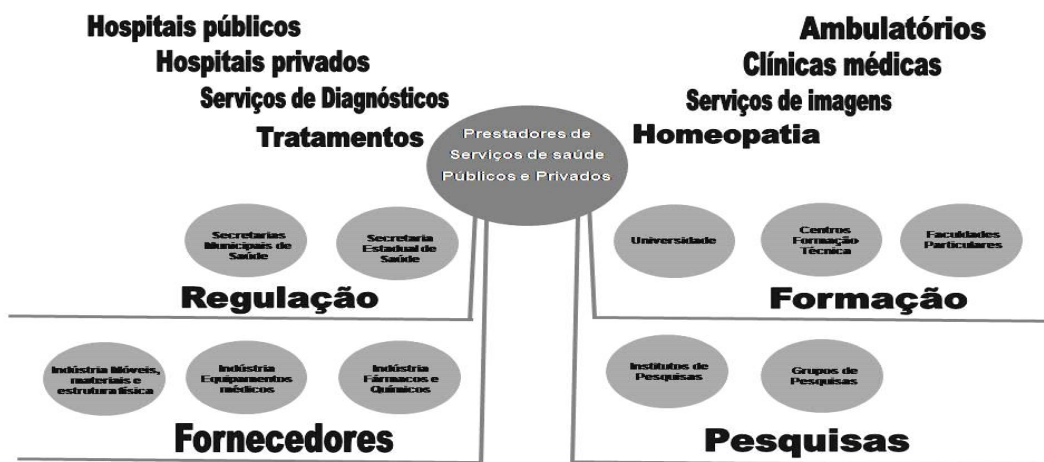 Hospitais públicos
Hospitais privados
Serviços de Diagnósticos
Tratamentos
Ambulatórios
Clínicas médicas
Serviços de imagens
Homeopatia
Prestadores de
Serviços de saúde
Públicos e Privados
Secretarias
Municipais de
Saúde
Secretaria
Estadual de
Saúde
Regulação
Universidade
Centros
Formação
Técnica
Faculdades
Particulares
Formação
Indústria Móveis,
materiais e
estrutura física
Indústria
Equipamentos
médicos
Indústria
Fármacos e
Químicos
Fornecedores
Institutos de
Pesquisas
Grupos de
Pesquisas
Pesquisas